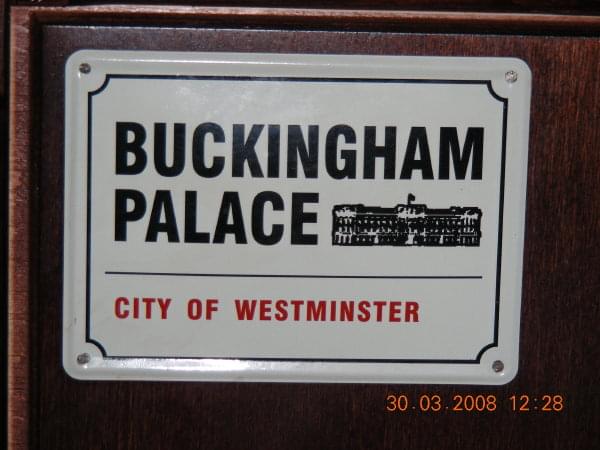 BUCKINGHAM
PALACE
CITY OF WESTMINSTER
30.03.2008 12:28